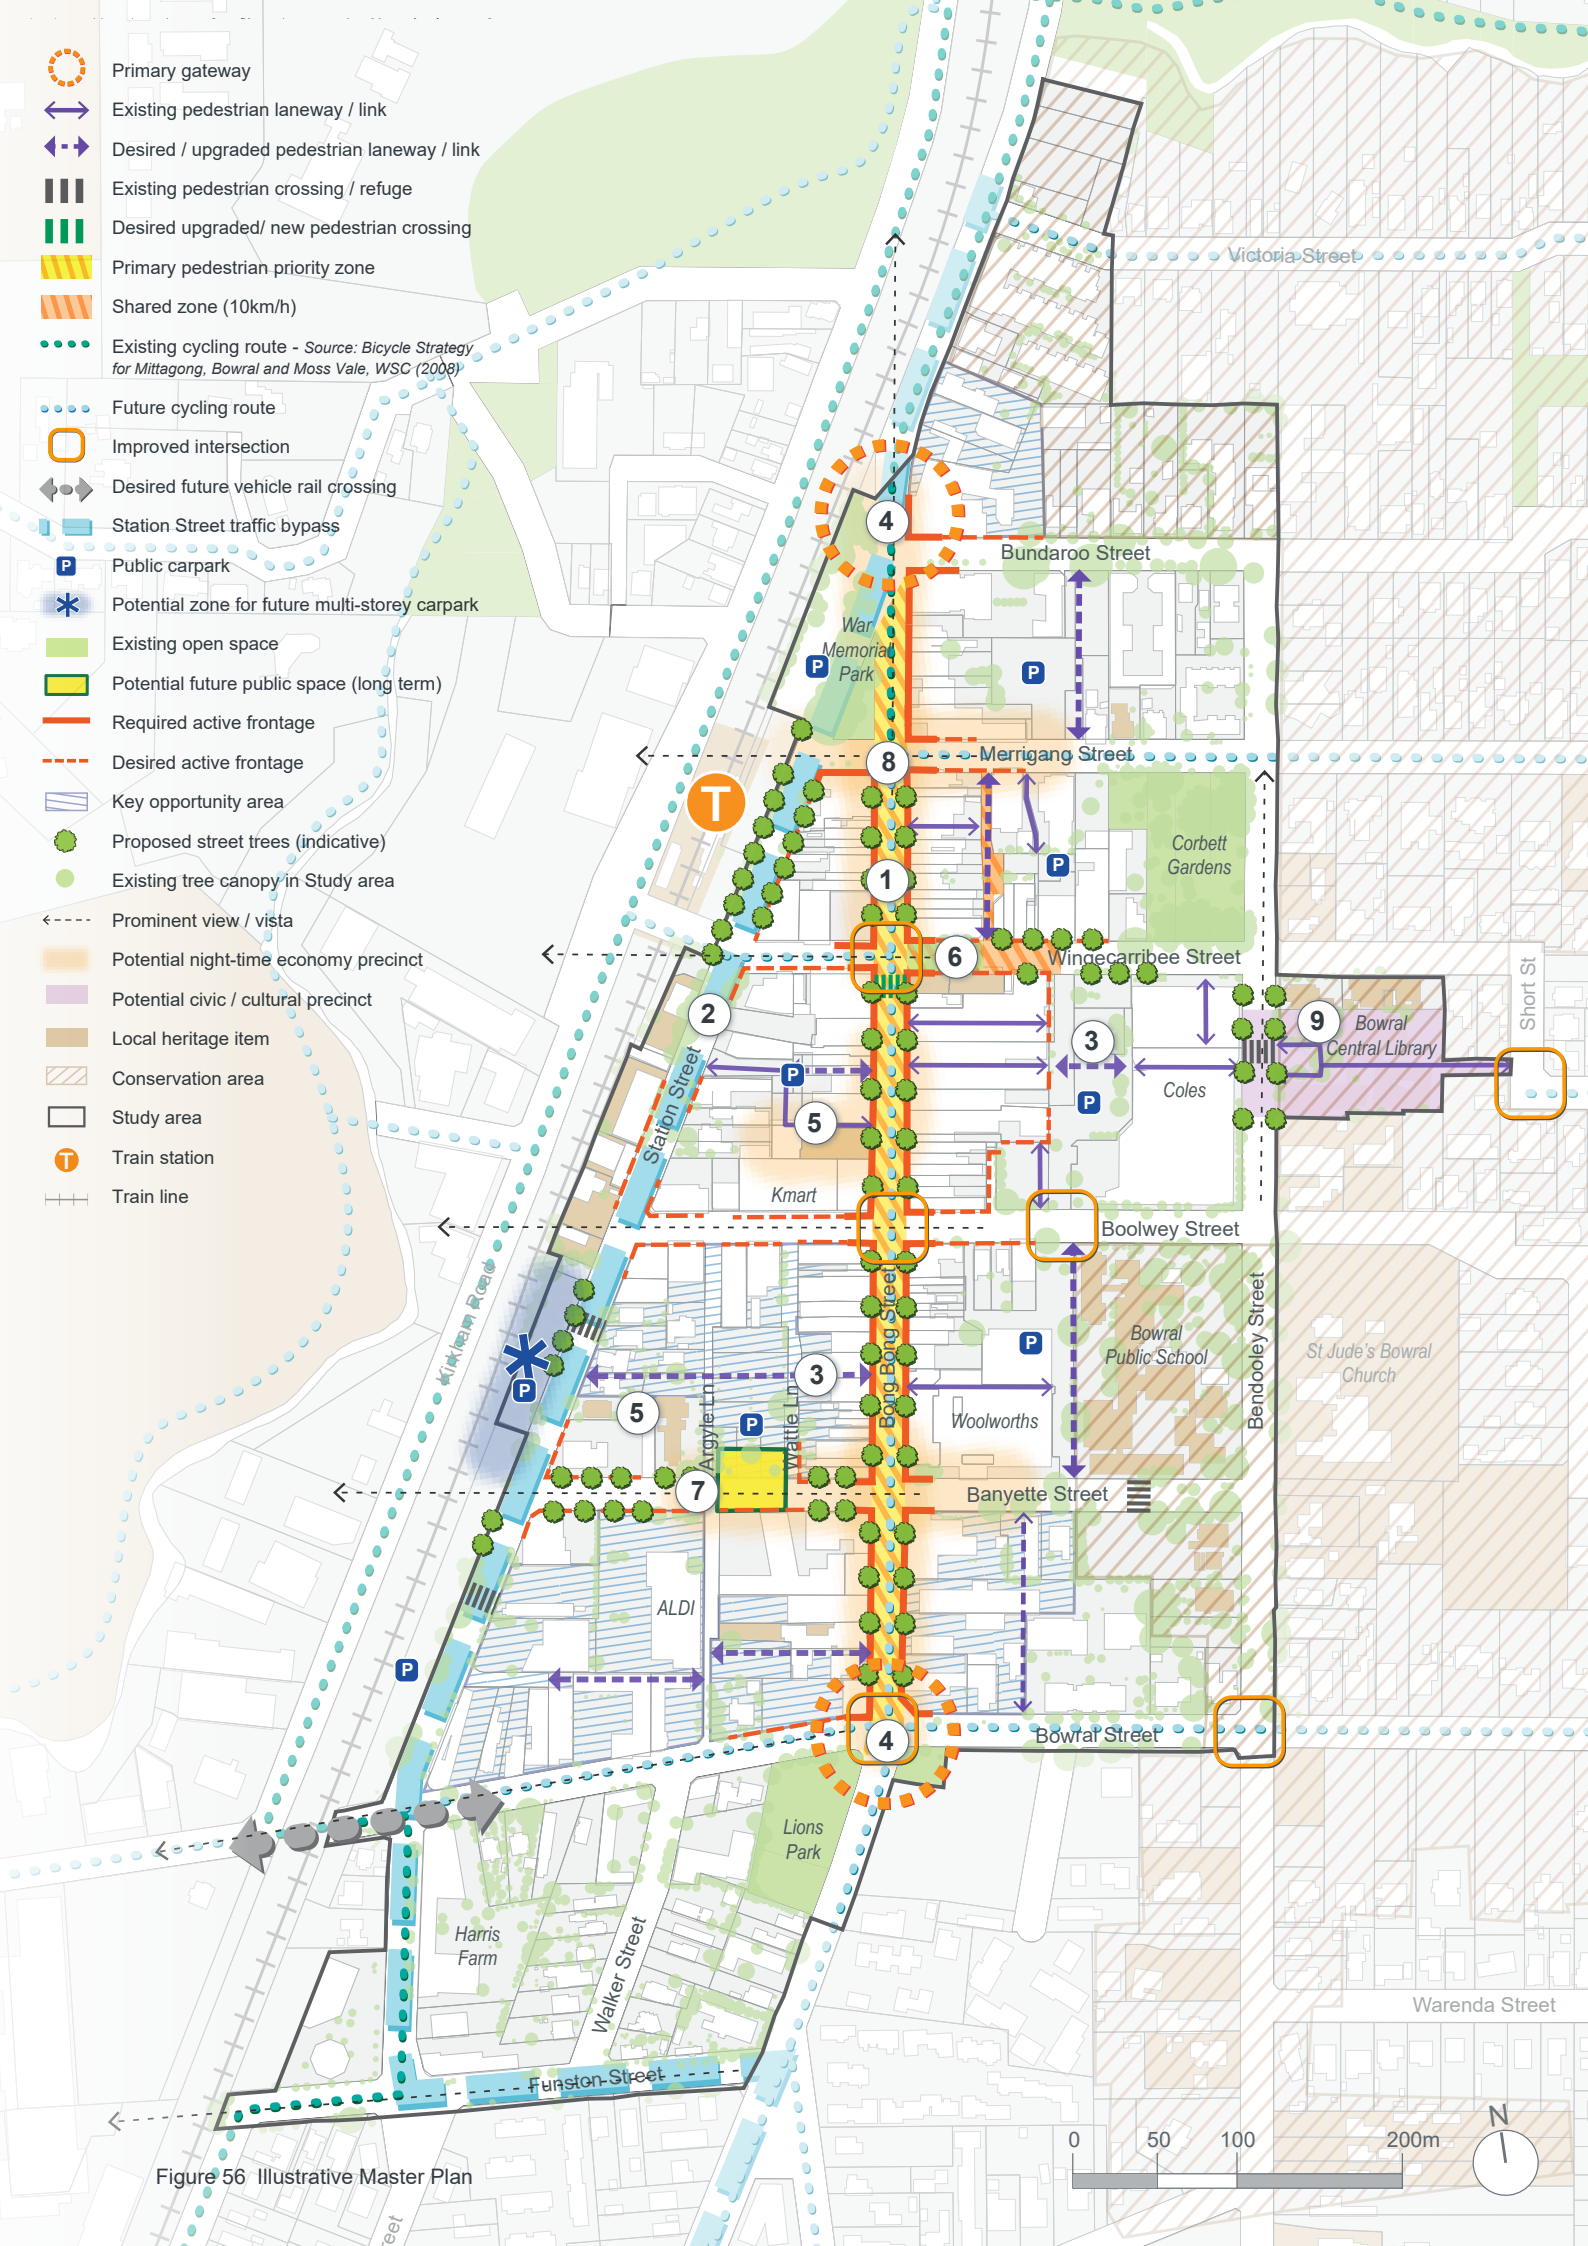 Primary gateway
Existing pedestrian laneway / link
Desired / upgraded pedestrian laneway / link
Existing pedestrian crossing / refuge
Desired upgraded/ new pedestrian crossing
Primary pedestrian priority zone
Shared zone (10km/h)
Existing cycling route - Source: Bicycle Strategy
for Mittagong, Bowral and Moss Vale, WSC (2008)
Future cycling route
Improved intersection
Desired future vehicle rail crossing
Station Street traffic bypass
P Public carpark
Potential zone for future multi-storey carpark
Existing open space
Potential future public space (long term)
Required active frontage
Desired active frontage
Key opportunity area
Proposed street trees (indicative)
Existing tree canopy in Study area
Prominent view / vista
Potential night-time economy precinct
Potential civic / cultural precinct
Local heritage item
Conservation area
Study area
T Train station
Train line
Victoria Street
4
Bundaroo Street
War
Memorial
Park
P
P
8
Merrigang Street
T
1
P
Corbett
Gardens
6
Wingecarribee Street
2
3
9
Bowral
Central Library
Short St
Station Street
P
P
Coles
5
Kmart
Boolwey Street
Kirkham Road
Bong Bong Street
Bendooley Street
P
Bowral
Public School
St Jude's Bowral
Church
P
3
5
Argyle Ln
Wattle Ln
P
Woolworths
7
Banyette Street
ALDI
P
4
Bowral Street
Lions
Park
Harris
Farm
Walker Street
Funston Street
Warenda Street
N
0 50 100 200m
Figure 56 Illustrative Master Plan
reet